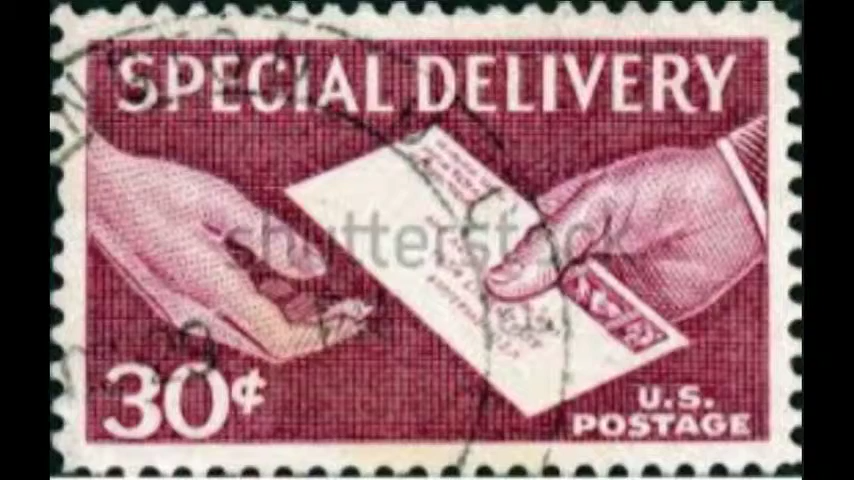 SPECIAL DELIVERY
shutterstock
30¢
U.S.
POSTAGE